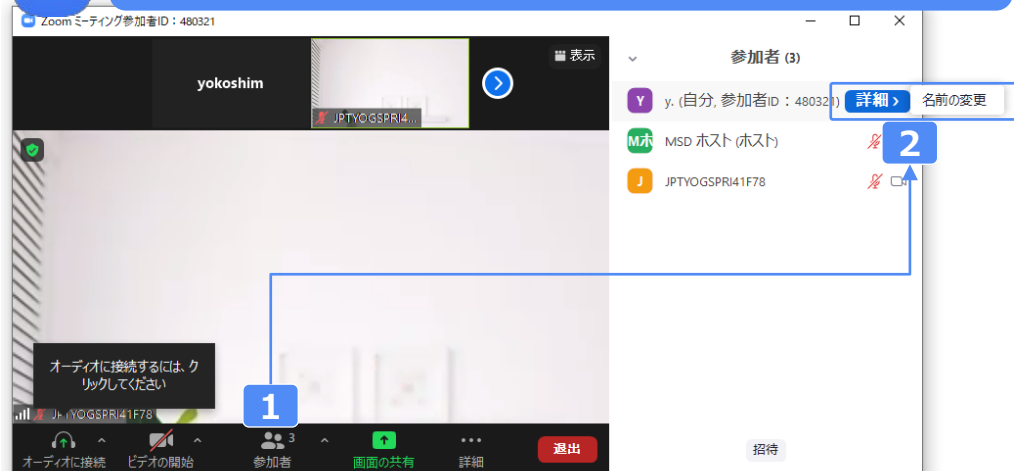 Zoom ミーティング参加者ID：480321
表示
yokoshim
JPTYOGSPRI4...
参加者 (3)
Y
y. (自分, 参加者ID：480321)
詳細
名前の変更
M木
MSD ホスト (ホスト)
2
J
JPTYOGSPRI41F78
オーディオに接続するには、ク
リックしてください
JPTYOGSPRI41F78
1
3
オーディオに接続
ビデオの開始
参加者
画面の共有
詳細
退出
招待